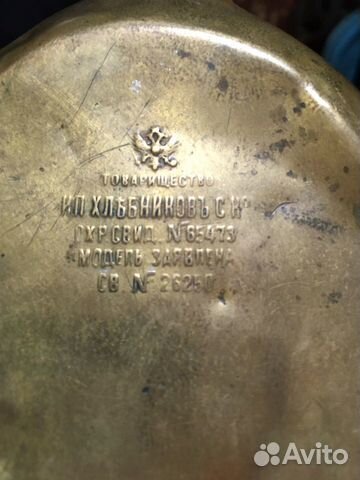 ТОВАРИЩЕСТВО
И.П. ХЛѢБНИКОВЪ С Кº
ОХР. СВИД. № 65473
МОДЕЛЬ ЗАЯВЛЕНА
СВ. № 26250
Avito